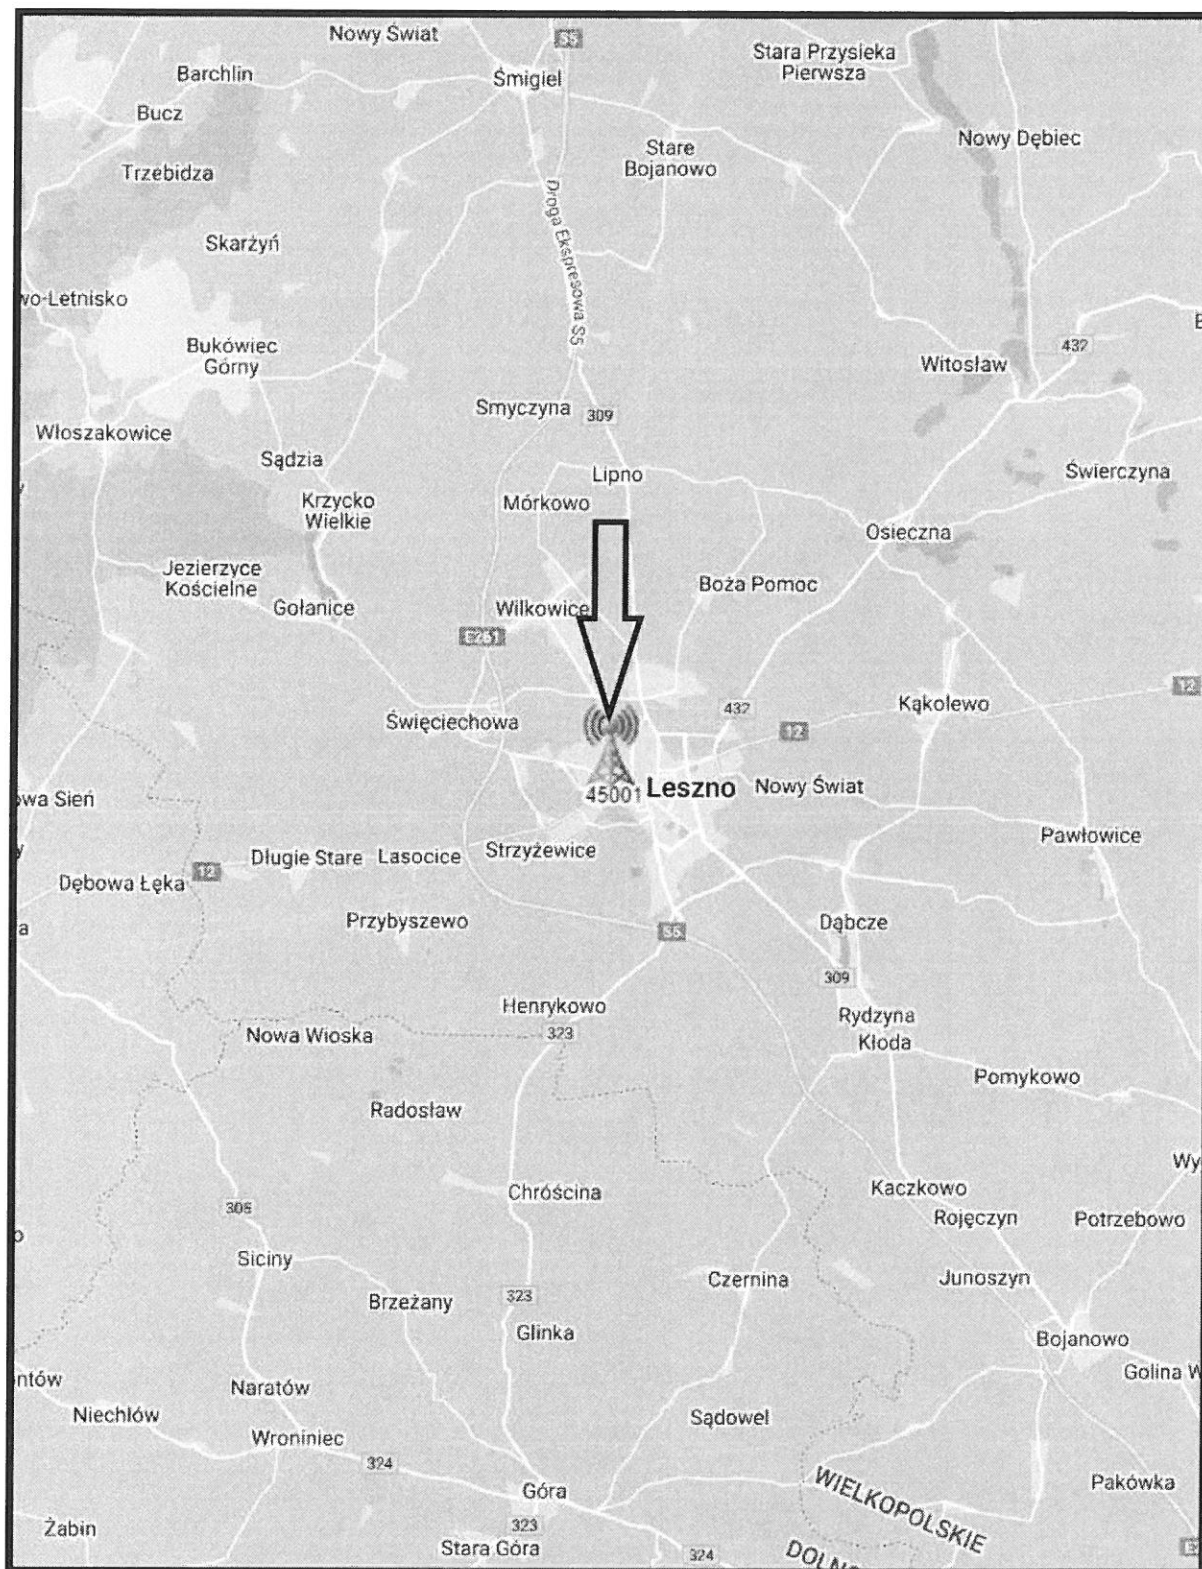 Nowy Świat
S5
Stara Przysieka
Pierwsza
Barchlin
Śmigiel
Bucz
Nowy Dębiec
Stare
Bojanowo
Trzebidza
Droga Ekspresowa S5
Skarżyń
wo-Letnisko
Bukówiec
Górny
432
Witosław
Smyczyna
309
Włoszakowice
Sądzia
Lipno
Świerczyna
Krzycko
Wielkie
Mórkowo
Osieczna
Jezierzyce
Kościelne
Boża Pomoc
Gołanice
Wilkowice
E261
12
Kąkolewo
432
Święciechowa
12
45001
Leszno
Nowy Świat
owa Sień
Pawłowice
Strzyżewice
Długie Stare
Lasocice
12
Dębowa Łęka
Przybyszewo
Dąbcze
a
S5
309
Henrykowo
Rydzyna
Nowa Wioska
323
Kłoda
Pomykowo
Radosław
Wy
Kaczkowo
Chróścina
305
Rojęczyn
Potrzebowo
Siciny
Czernina
Junoszyn
Brzeżany
323
Glinka
Bojanowo
ntów
Golina W
Naratów
Niechlów
Sądowel
Wroniniec
324
Pakówka
Góra
WIELKOPOLSKIE
Żabin
323
Stara Góra
324
DOLNO